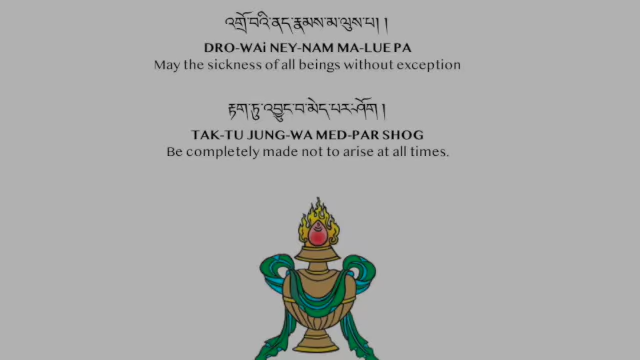 འགྲོ་བའི་ནད་རྣམས་མ་ལུས་པ། །
DRO-WAi NEY-NAM MA-LUE PA
May the sickness of all beings without exception
རྟག་ཏུ་འབྱུང་བ་མེད་པར་ཤོག །
TAK-TU JUNG-WA MED-PAR SHOG
Be completely made not to arise at all times.